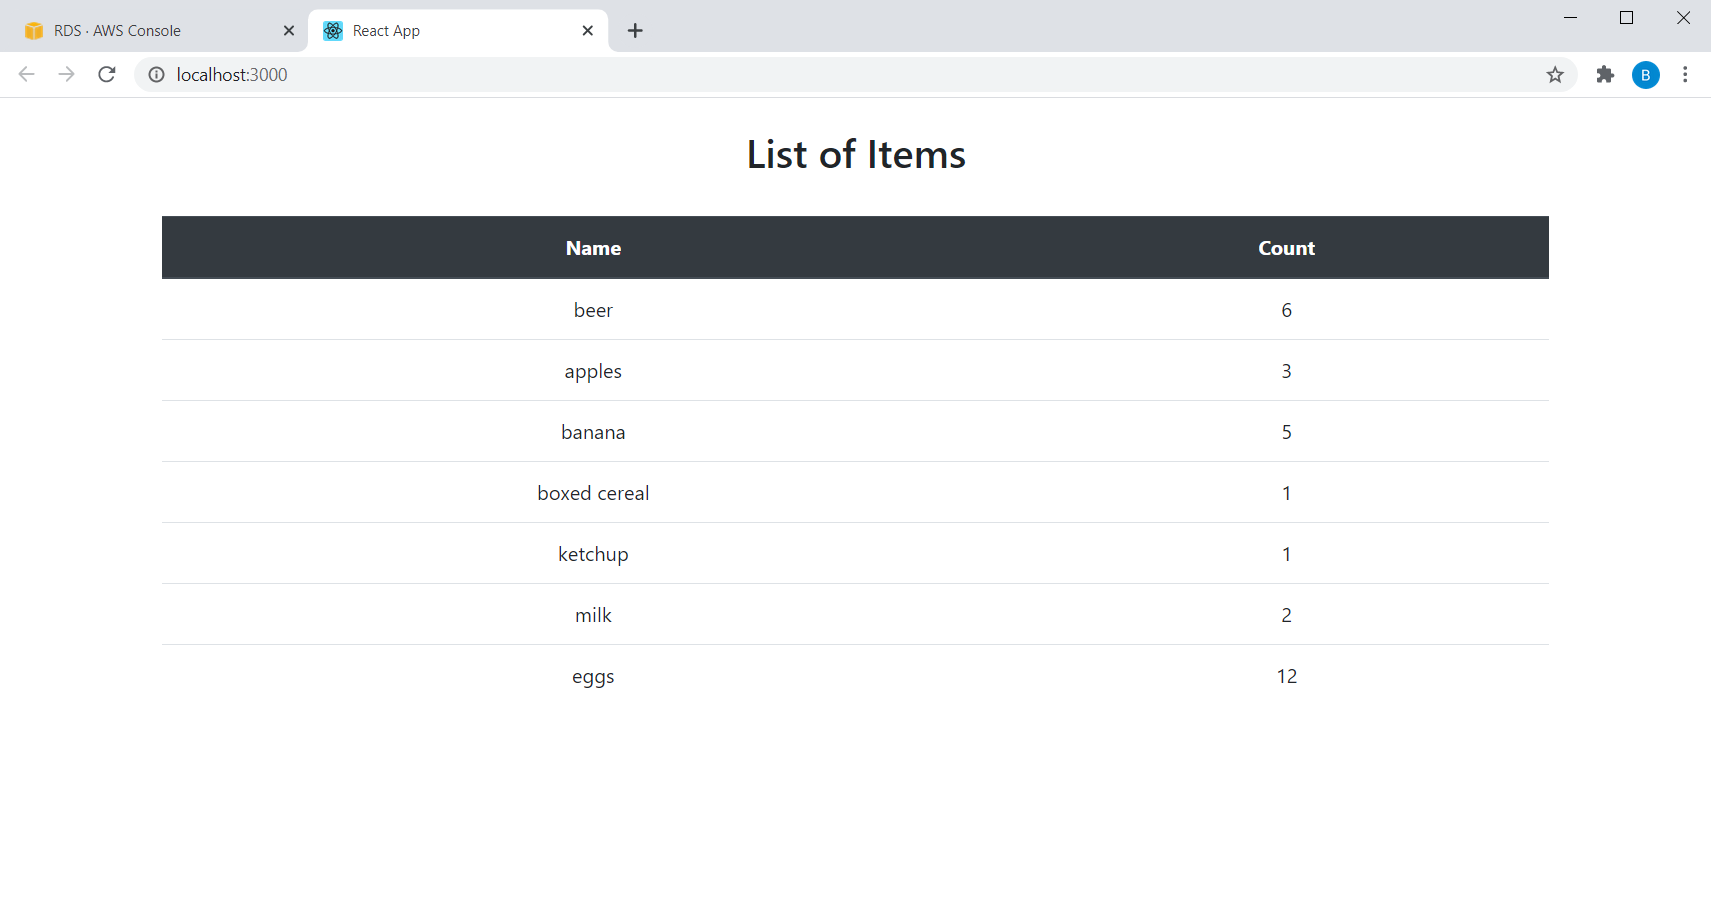 RDS · AWS Console
React App
localhost:3000
B
List of Items
Name Count
beer 6
apples 3
banana 5
boxed cereal 1
ketchup 1
milk 2
eggs 12